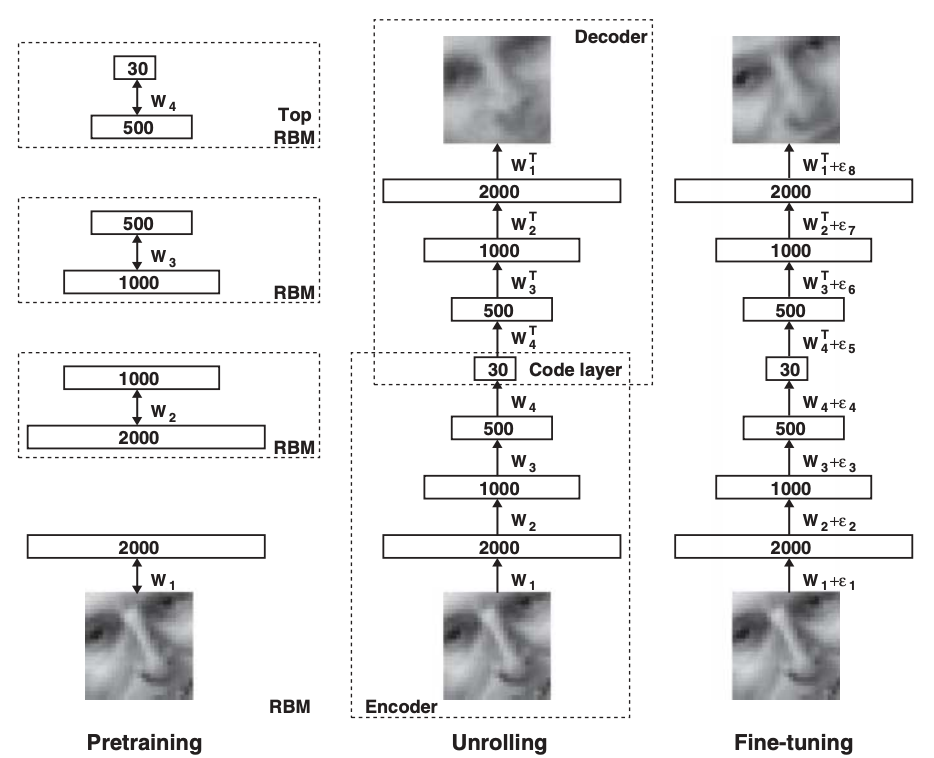 30
W4
500
Top
RBM
500
W3
1000
RBM
1000
W2
2000
RBM
2000
W1
RBM
Pretraining
Decoder
W1T
2000
W2T
1000
W3T
500
W4T
30 Code layer
W4
500
W3
1000
W2
2000
W1
Encoder
Unrolling
W1T+ε8
2000
W2T+ε7
1000
W3T+ε6
500
W4T+ε5
30
W4+ε4
500
W3+ε3
1000
W2+ε2
2000
W1+ε1
Fine-tuning